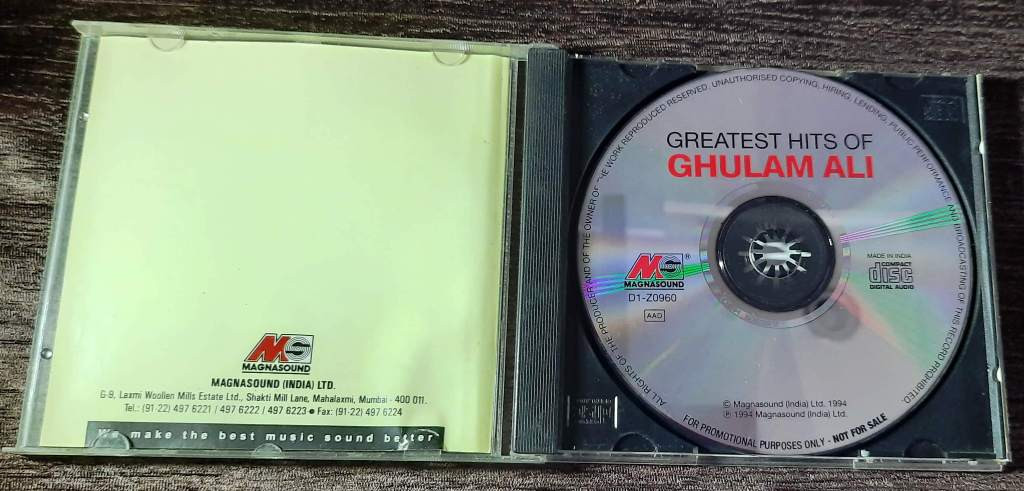 MAGNASOUND
MAGNASOUND (INDIA) LTD.
G-9, Laxmi Woollen Mills Estate Ltd., Shakti Mill Lane, Mahalaxmi, Mumbai - 400 011.
Tel.: (91-22) 497 6221 / 497 6222 / 497 6223 ● Fax: (91-22) 497 6224
We make the best music sound better
ALL RIGHTS OF THE PRODUCER AND OF THE OWNER OF THE WORK REPRODUCED RESERVED, UNAUTHORISED COPYING, HIRING, LENDING, PUBLIC PERFORMANCE AND BROADCASTING OF THIS RECORD PROHIBITED.
GREATEST HITS OF
GHULAM ALI
®
MAGNASOUND
D1-Z0960
AAD
MADE IN INDIA
COMPACT
disc
DIGITAL AUDIO
© Magnasound (India) Ltd. 1994
℗ 1994 Magnasound (India) Ltd.
FOR PROMOTIONAL PURPOSES ONLY - NOT FOR SALE